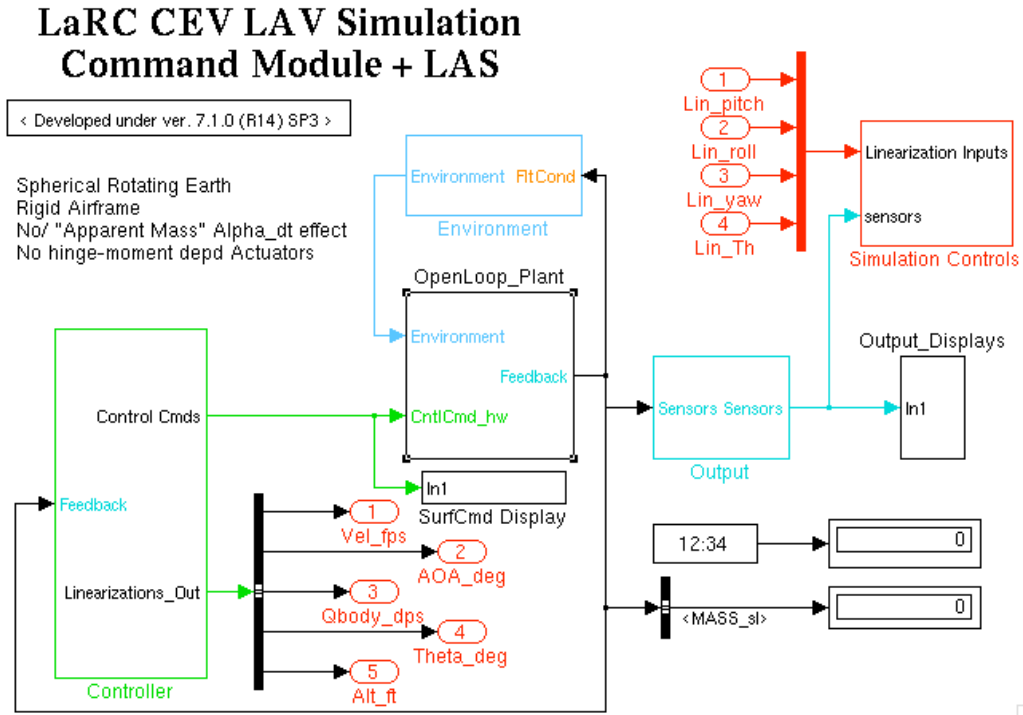 LaRC CEV LAV Simulation
Command Module + LAS
< Developed under ver. 7.1.0 (R14) SP3 >
Spherical Rotating Earth
Rigid Airframe
No/ "Apparent Mass" Alpha_dt effect
No hinge-moment depd Actuators
Environment FltCond
Environment
1
Lin_pitch
2
Lin_roll
3
Lin_yaw
4
Lin_Th
Linearization Inputs
sensors
Simulation Controls
OpenLoop_Plant
Environment
Feedback
CntlCmd_hw
Control Cmds
Feedback
Linearizations_Out
Controller
In1
SurfCmd Display
1
Vel_fps
2
AOA_deg
3
Qbody_dps
4
Theta_deg
5
Alt_ft
Sensors Sensors
Output
Output_Displays
In1
12:34
0
<MASS_sl>
0